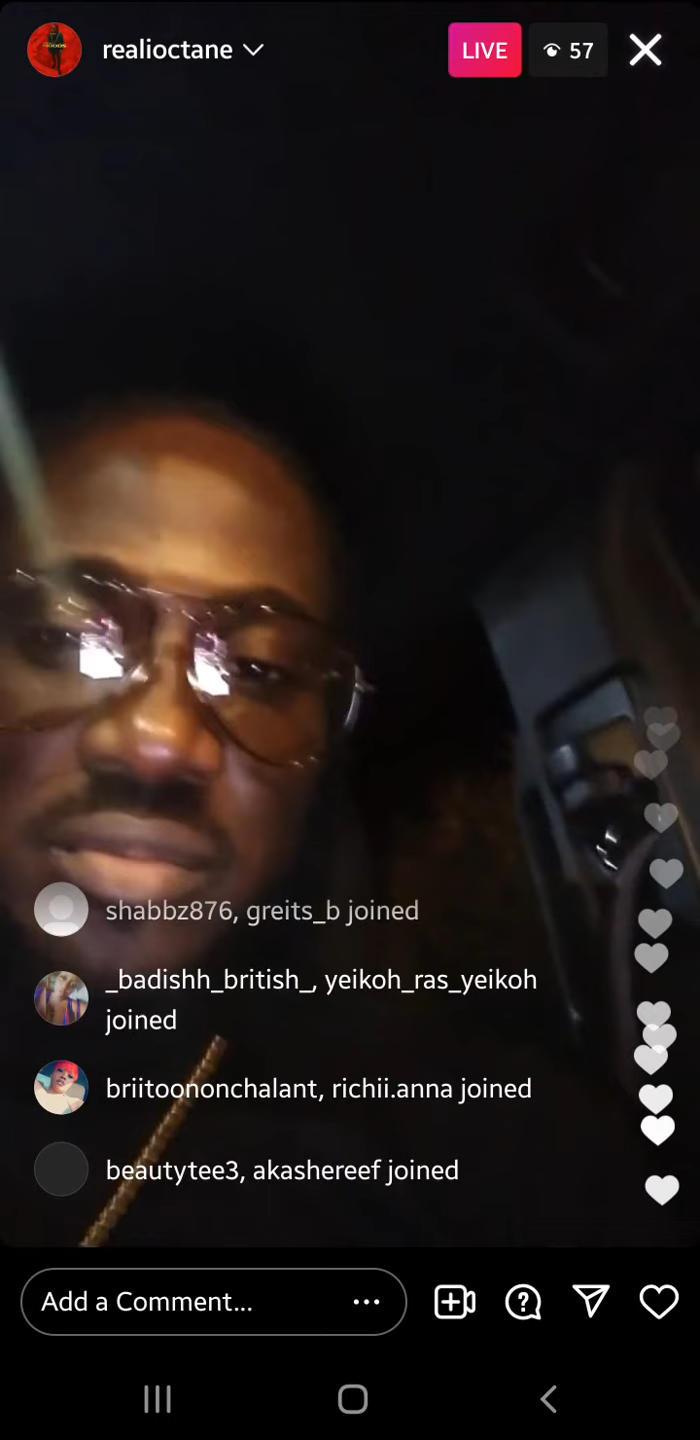 realioctane
LIVE
57
shabbz876, greits_b joined
_badishh_british_, yeikoh_ras_yeikoh
joined
briitoononchalant, richii.anna joined
beautytee3, akashereef joined
Add a Comment...